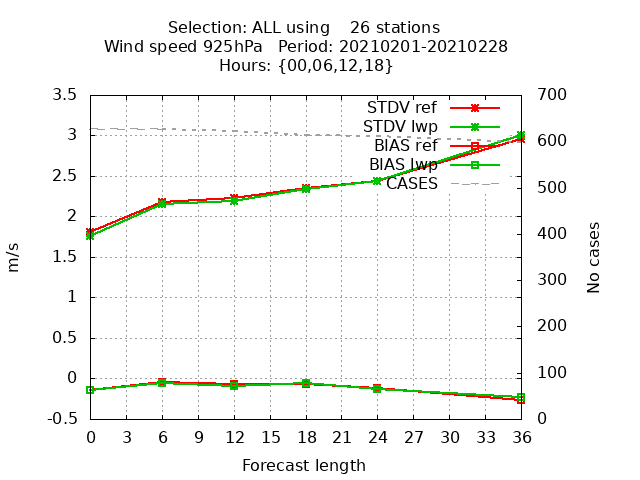 Selection: ALL using    26 stations
Wind speed 925hPa   Period: 20210201-20210228
Hours: {00,06,12,18}
3.5 700
STDV ref
STDV lwp
3 600
BIAS ref
BIAS lwp
2.5 500
CASES
2 400
1.5 300
1 200
0.5
0 100
-0.5 0
m/s
No cases
0 3 6 9 12 15 18 21 24 27 30 33 36
Forecast length